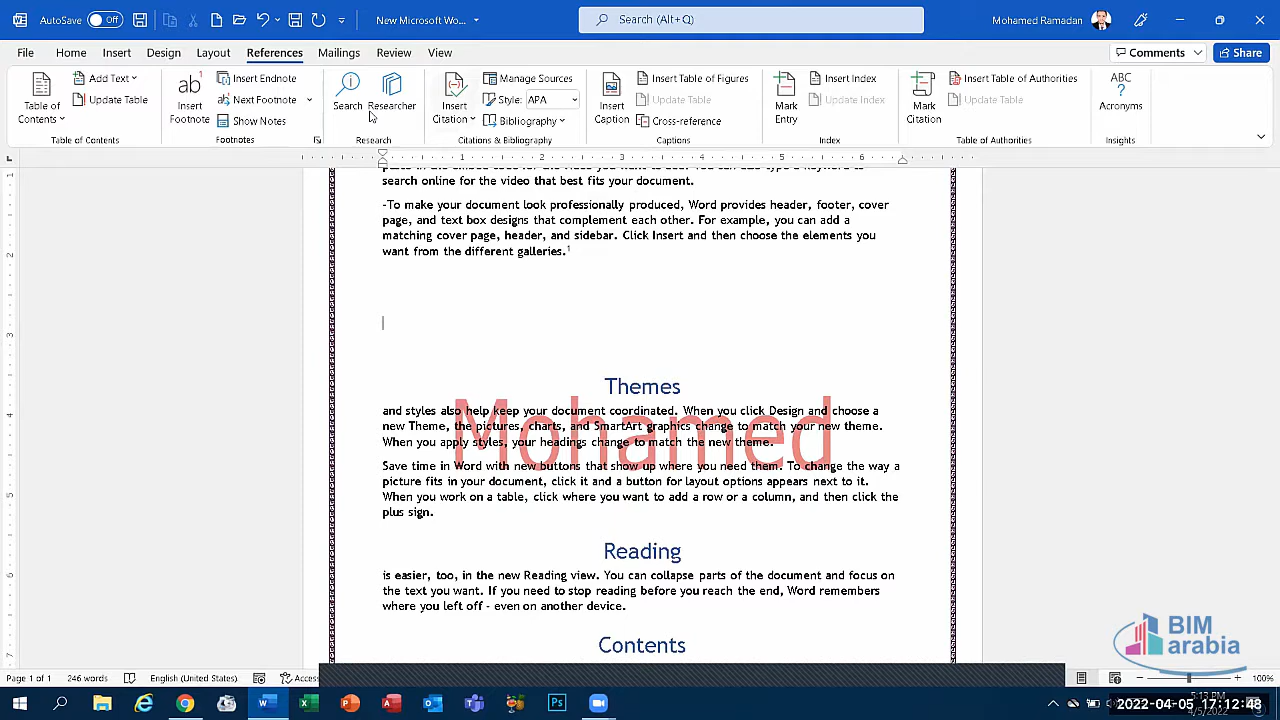 AutoSave Off New Microsoft Wo... Search (Alt+Q) Mohamed Ramadan
File Home Insert Design Layout References Mailings Review View Comments Share
Table of Contents
Add Text
Update Table
Table of Contents
Insert Footnote
Insert Endnote
Next Footnote
Show Notes
Footnotes
Search Researcher
Research
Insert Citation
Manage Sources
Style: APA
Bibliography
Citations & Bibliography
Insert Caption
Insert Table of Figures
Update Table
Cross-reference
Captions
Mark Entry
Insert Index
Update Index
Index
Mark Citation
Insert Table of Authorities
Update Table
Table of Authorities
ABC
Acronyms
Insights
1 2 3 4 5 6
search online for the video that best fits your document.
-To make your document look professionally produced, Word provides header, footer, cover
page, and text box designs that complement each other. For example, you can add a
matching cover page, header, and sidebar. Click Insert and then choose the elements you
want from the different galleries.1
Themes
and styles also help keep your document coordinated. When you click Design and choose a
new Theme, the pictures, charts, and SmartArt graphics change to match your new theme.
When you apply styles, your headings change to match the new theme.
Mohamed
Save time in Word with new buttons that show up where you need them. To change the way a
picture fits in your document, click it and a button for layout options appears next to it.
When you work on a table, click where you want to add a row or a column, and then click the
plus sign.
Reading
is easier, too, in the new Reading view. You can collapse parts of the document and focus on
the text you want. If you need to stop reading before you reach the end, Word remembers
where you left off - even on another device.
Contents
BIM
arabia
Page 1 of 1 246 words English (United States) 100%
2022-04-05 17:12:48